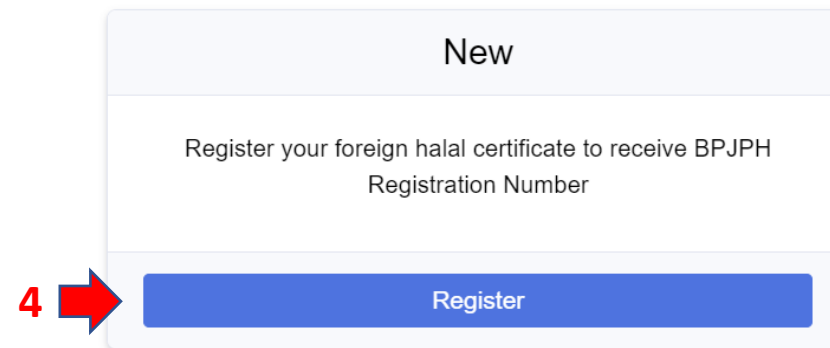 New
Register your foreign halal certificate to receive BPJPH
Registration Number
4
Register